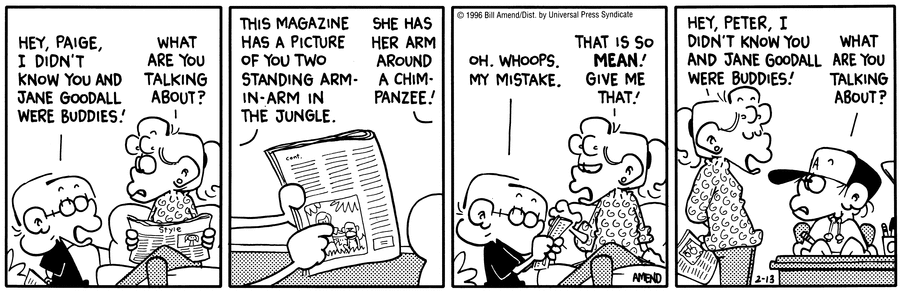 HEY, PAIGE,
I DIDN'T
KNOW YOU AND
JANE GOODALL
WERE BUDDIES!
WHAT
ARE YOU
TALKING
ABOUT?
Style
THIS MAGAZINE
HAS A PICTURE
OF YOU TWO
STANDING ARM-
IN-ARM IN
THE JUNGLE.
SHE HAS
HER ARM
AROUND
A CHIM-
PANZEE!
cont.
© 1996 Bill Amend/Dist. by Universal Press Syndicate
OH. WHOOPS.
MY MISTAKE.
THAT IS SO
MEAN!
GIVE ME
THAT!
AMEND
HEY, PETER, I
DIDN'T KNOW YOU
AND JANE GOODALL
WERE BUDDIES!
WHAT
ARE YOU
TALKING
ABOUT?
A
2-13